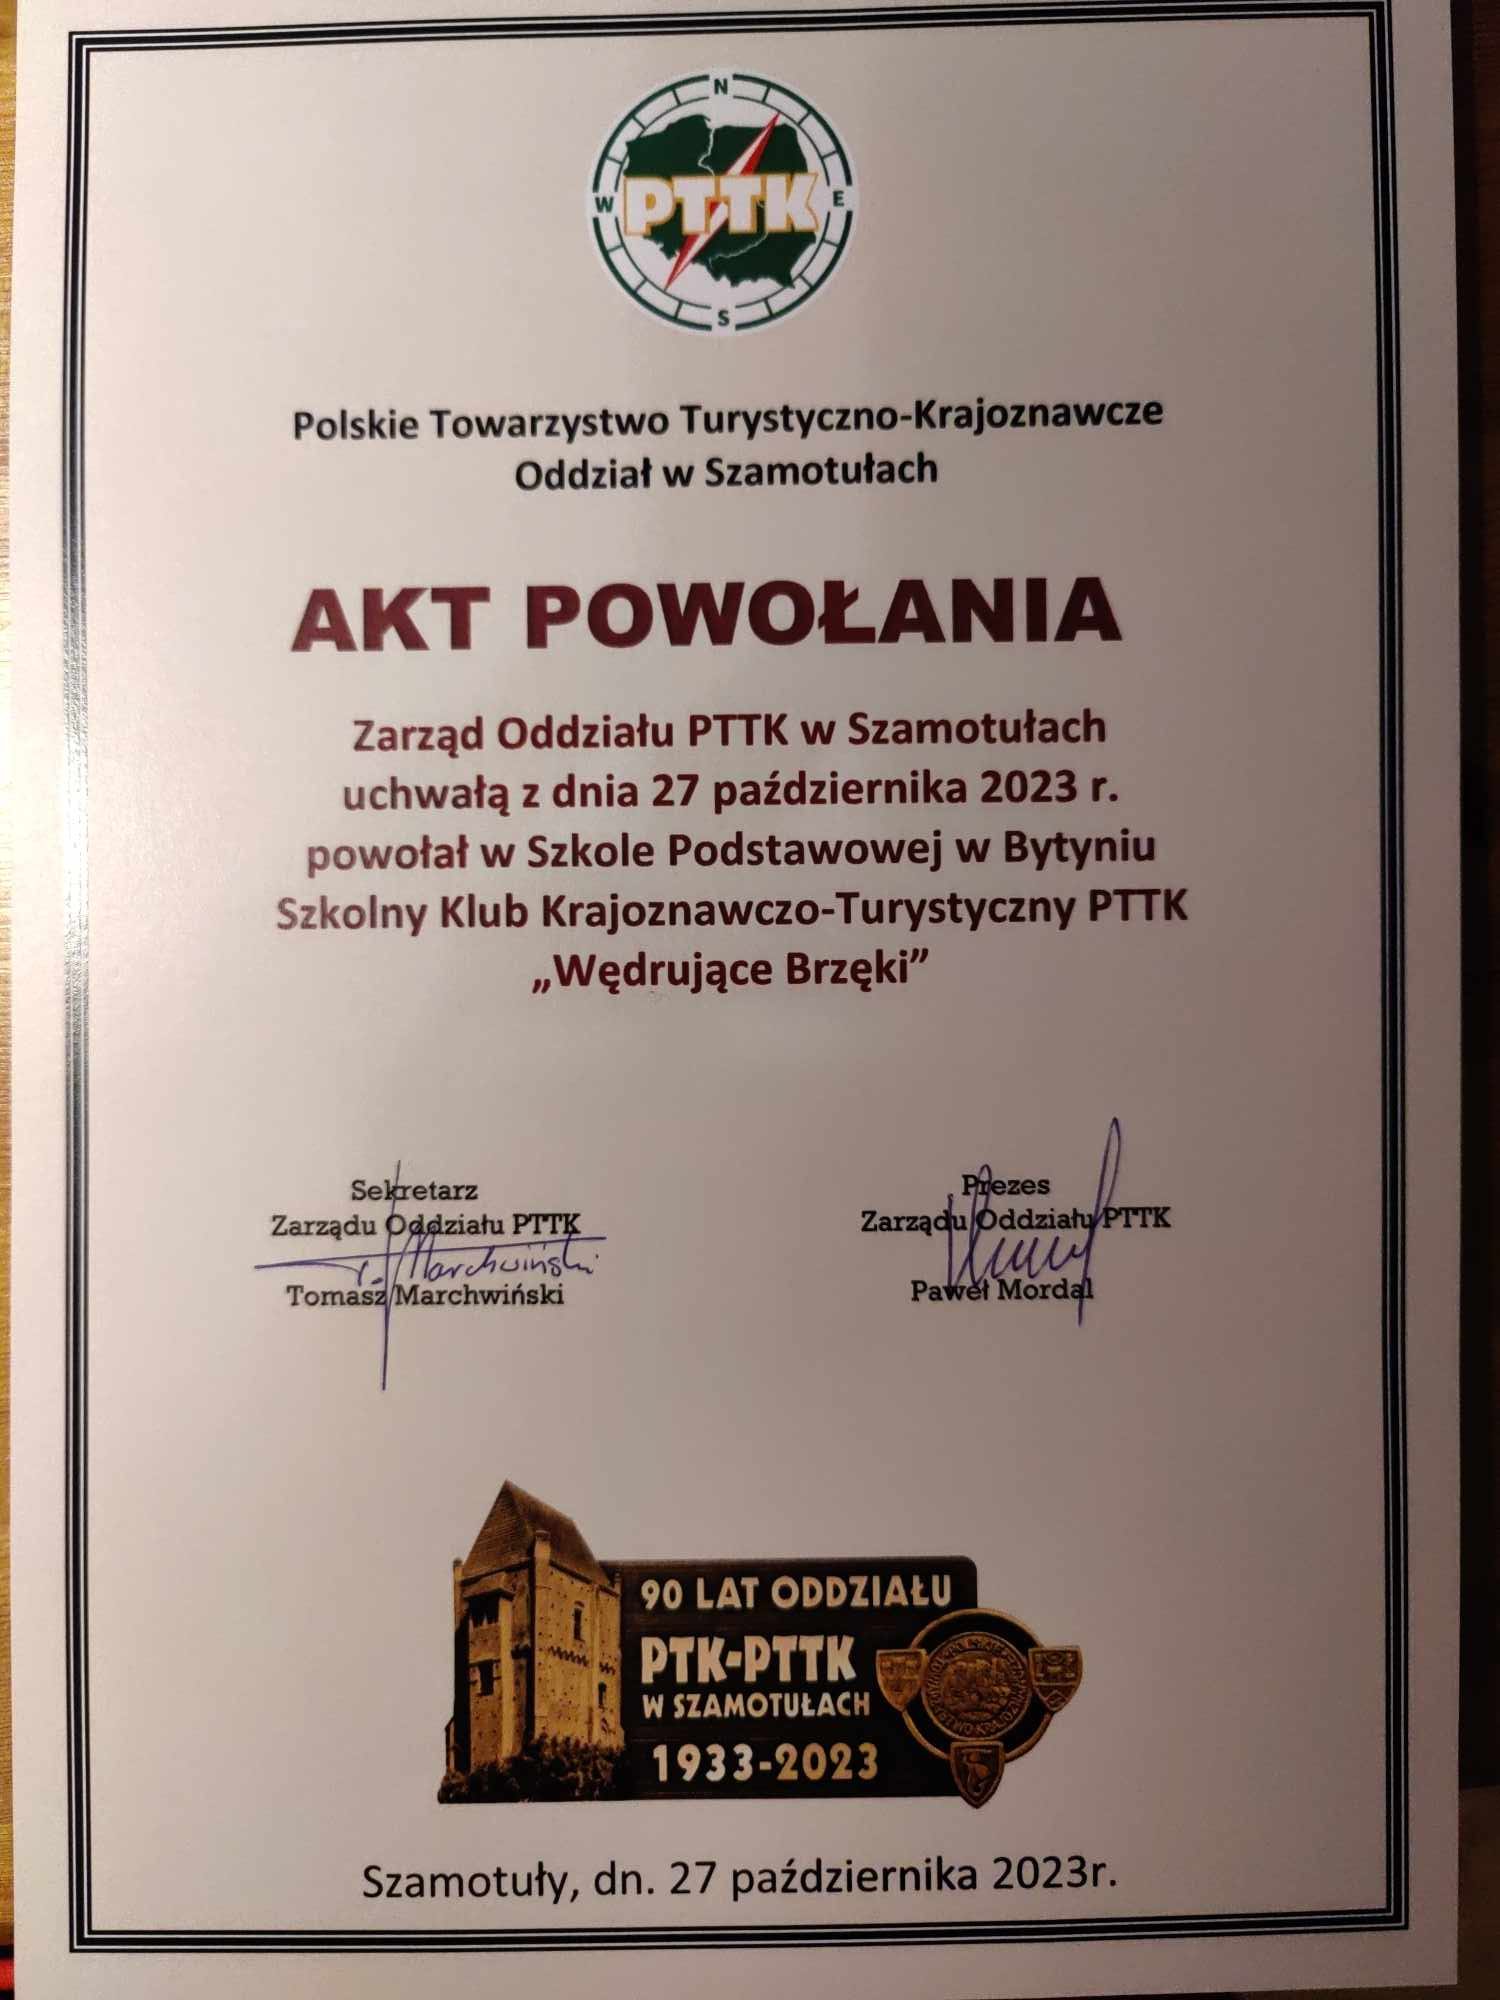 N
W PTTK E
S
Polskie Towarzystwo Turystyczno-Krajoznawcze
Oddział w Szamotułach
AKT POWOŁANIA
Zarząd Oddziału PTTK w Szamotułach
uchwałą z dnia 27 października 2023 r.
powołał w Szkole Podstawowej w Bytyniu
Szkolny Klub Krajoznawczo-Turystyczny PTTK
„Wędrujące Brzęki”
Sekretarz
Zarządu Oddziału PTTK
T. Marchwiński
Tomasz Marchwiński
Prezes
Zarządu Oddziału PTTK
Paweł Mordal
90 LAT ODDZIAŁU
PTK-PTTK
W SZAMOTUŁACH
1933-2023
Szamotuły, dn. 27 października 2023r.